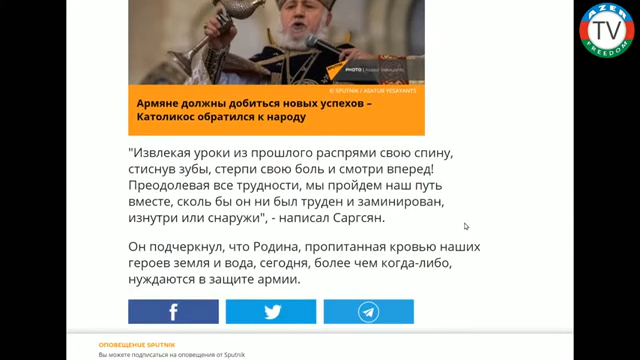 AZER
TV
FREEDOM
PHOTO
© SPUTNIK / ASATUR YESAYANTS
Армяне должны добиться новых успехов –
Католикос обратился к народу
"Извлекая уроки из прошлого распрями свою спину,
стиснув зубы, стерпи свою боль и смотри вперед!
Преодолевая все трудности, мы пройдем наш путь
вместе, сколь бы он ни был труден и заминирован,
изнутри или снаружи", - написал Саргсян.
Он подчеркнул, что Родина, пропитанная кровью наших
героев земля и вода, сегодня, более чем когда-либо,
нуждаются в защите армии.
ОПОВЕЩЕНИЕ SPUTNIK
Вы можете подписаться на оповещения от Sputnik